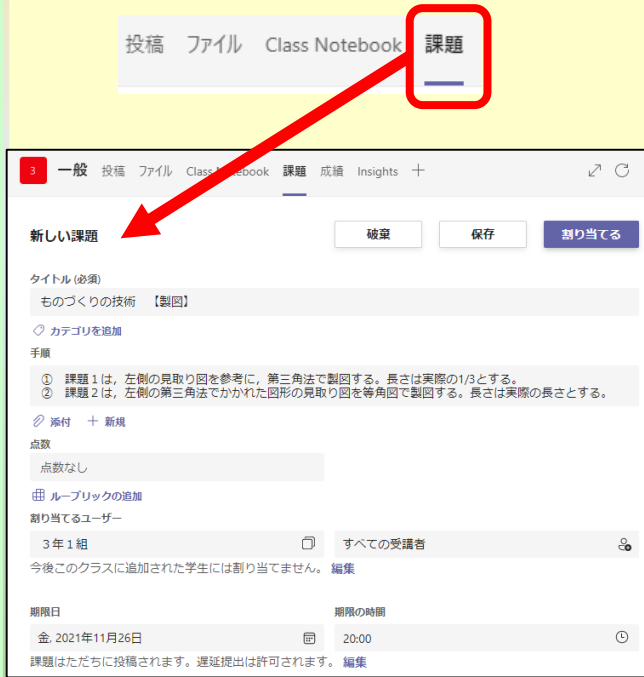 投稿 ファイル Class Notebook 課題
3 一般 投稿 ファイル Class Notebook 課題 成績 Insights +
新しい課題 破棄 保存 割り当てる
タイトル (必須)
ものづくりの技術 【製図】
カテゴリを追加
手順
① 課題1は，左側の見取り図を参考に，第三角法で製図する。長さは実際の1/3とする。
② 課題2は，左側の第三角法でかかれた図形の見取り図を等角図で製図する。長さは実際の長さとする。
添付 + 新規
点数
点数なし
ルーブリックの追加
割り当てるユーザー
3年1組 すべての受講者
今後このクラスに追加された学生には割り当てません。 編集
期限日 期限の時間
金, 2021年11月26日 20:00
課題はただちに投稿されます。遅延提出は許可されます。 編集